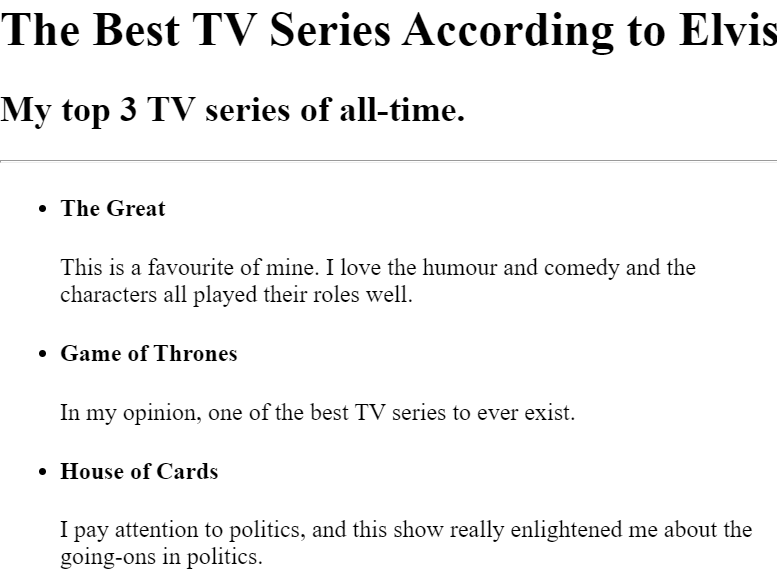 The Best TV Series According to Elvis
My top 3 TV series of all-time.
The Great
This is a favourite of mine. I love the humour and comedy and the
characters all played their roles well.
Game of Thrones
In my opinion, one of the best TV series to ever exist.
House of Cards
I pay attention to politics, and this show really enlightened me about the
going-ons in politics.